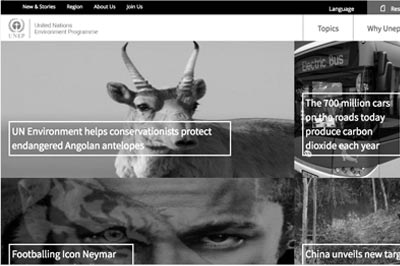 New & Stories
Region
About Us
Join Us
Language
Res
UNEP
United Nations
Environment Programme
Topics
Why Unep
Electric Bus
UN Environment helps conservationists protect
endangered Angolan antelopes
The 700 million cars
on the roads today
produce carbon
dioxide each year
Footballing Icon Neymar
China unveils new targ